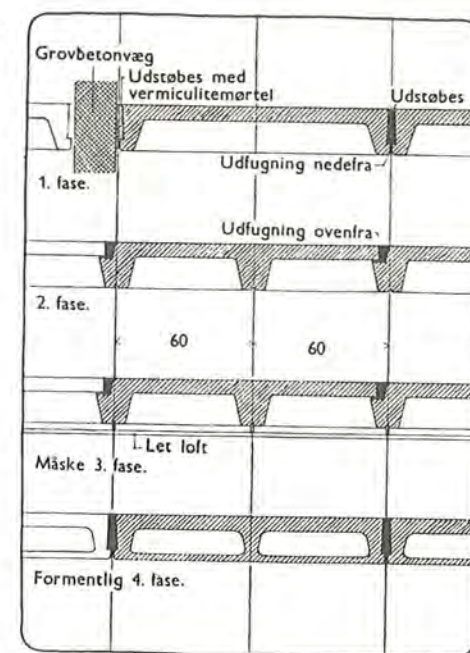 Grovbetonvæg
Udstøbes med
vermiculitemørtel
Udstøbes
Udfugning nedefra
1. fase.
Udfugning ovenfra
2. fase.
60 60
Let loft
Måske 3. fase.
Formentlig 4. fase.